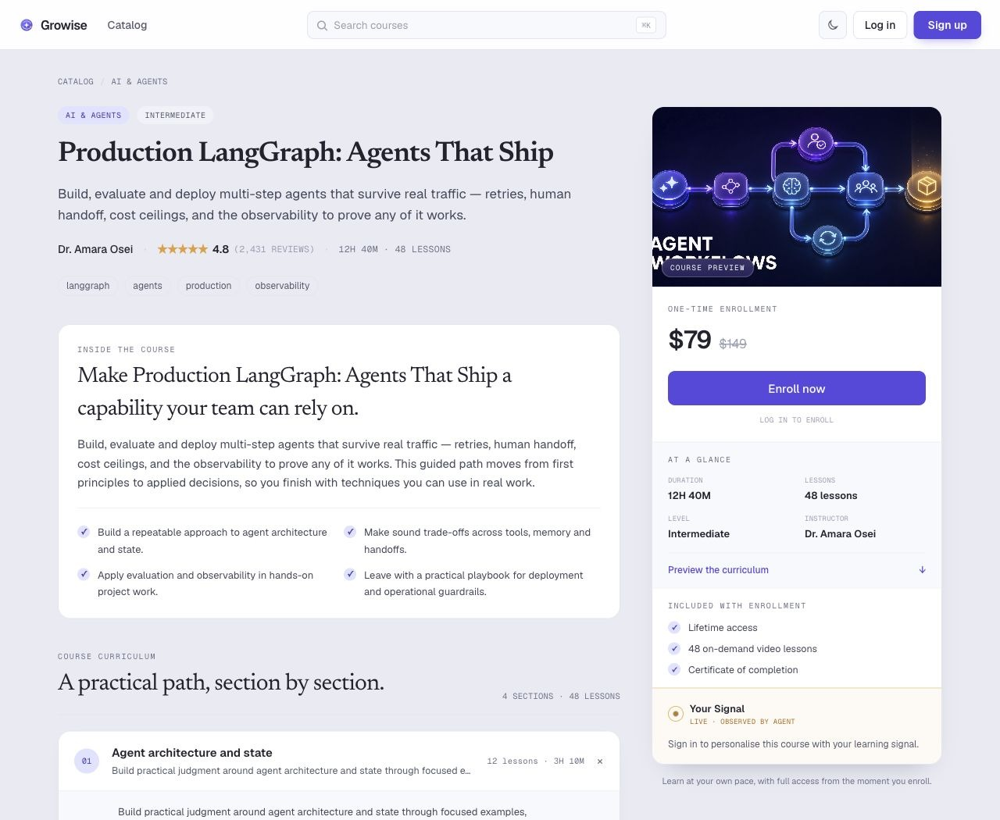 Growise
Catalog
Search courses
⌘K
Log in
Sign up
CATALOG / AI & AGENTS
AI & AGENTS
INTERMEDIATE
Production LangGraph: Agents That Ship
Build, evaluate and deploy multi-step agents that survive real traffic — retries, human
handoff, cost ceilings, and the observability to prove any of it works.
Dr. Amara Osei · ★★★★★ 4.8 (2,431 REVIEWS) · 12H 40M · 48 LESSONS
langgraph
agents
production
observability
INSIDE THE COURSE
Make Production LangGraph: Agents That Ship a
capability your team can rely on.
Build, evaluate and deploy multi-step agents that survive real traffic — retries, human handoff,
cost ceilings, and the observability to prove any of it works. This guided path moves from first
principles to applied decisions, so you finish with techniques you can use in real work.
✓ Build a repeatable approach to agent architecture
and state.
✓ Make sound trade-offs across tools, memory and
handoffs.
✓ Apply evaluation and observability in hands-on
project work.
✓ Leave with a practical playbook for deployment
and operational guardrails.
COURSE CURRICULUM
A practical path, section by section.
4 SECTIONS · 48 LESSONS
01
Agent architecture and state
Build practical judgment around agent architecture and state through focused e…
12 lessons · 3H 10M ×
Build practical judgment around agent architecture and state through focused examples,
AGENT
WORKFLOWS
COURSE PREVIEW
ONE-TIME ENROLLMENT
$79 $149
Enroll now
LOG IN TO ENROLL
AT A GLANCE
DURATION
12H 40M
LESSONS
48 lessons
LEVEL
Intermediate
INSTRUCTOR
Dr. Amara Osei
Preview the curriculum ↓
INCLUDED WITH ENROLLMENT
✓ Lifetime access
✓ 48 on-demand video lessons
✓ Certificate of completion
Your Signal
LIVE · OBSERVED BY AGENT
Sign in to personalise this course with your learning signal.
Learn at your own pace, with full access from the moment you enroll.